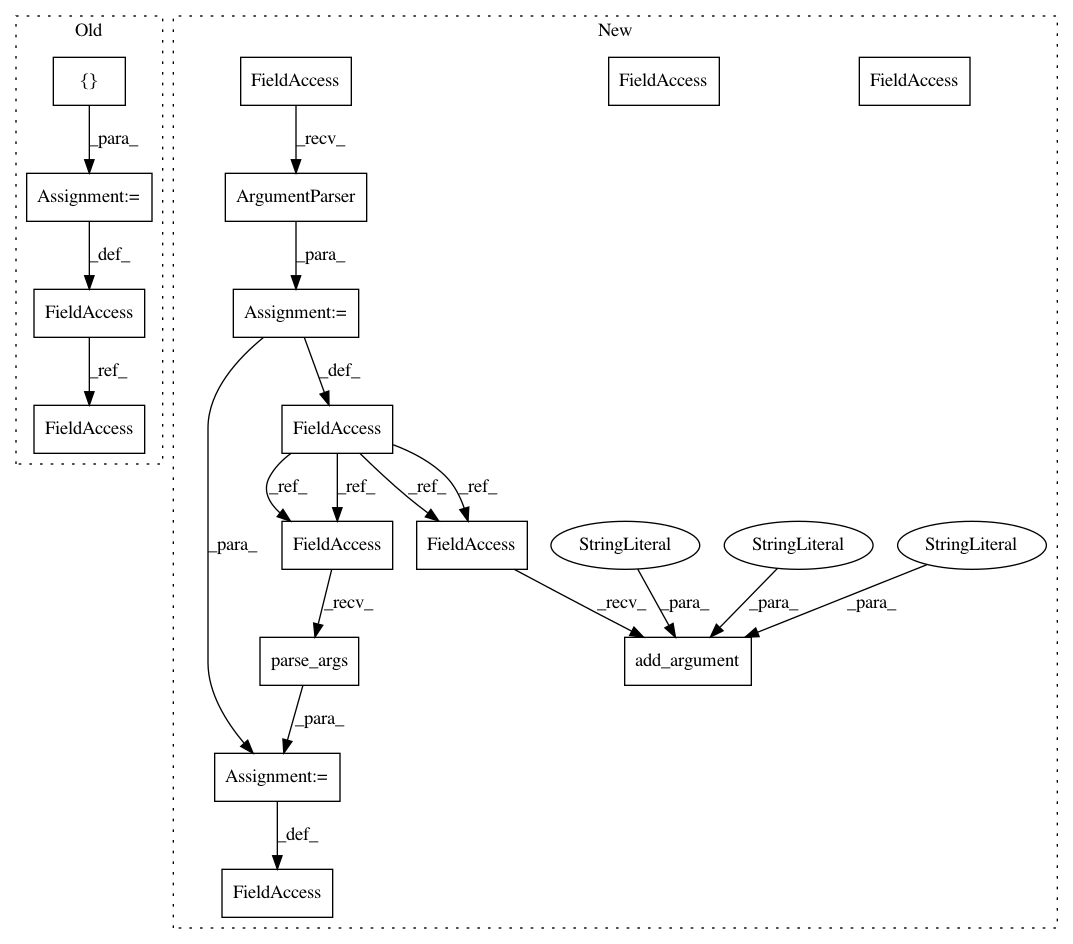 Old
New
{}
FieldAccess
FieldAccess
FieldAccess
_para_
_recv_
Assignment:=
ArgumentParser
_def_
_para_
FieldAccess
Assignment:=
_ref_
_def_
FieldAccess
FieldAccess
_ref_
_ref_
_ref_
_ref_
_para_
FieldAccess
FieldAccess
StringLiteral
StringLiteral
StringLiteral
_recv_
_recv_
_para_
_para_
_para_
parse_args
add_argument
_para_
Assignment:=
_def_
FieldAccess